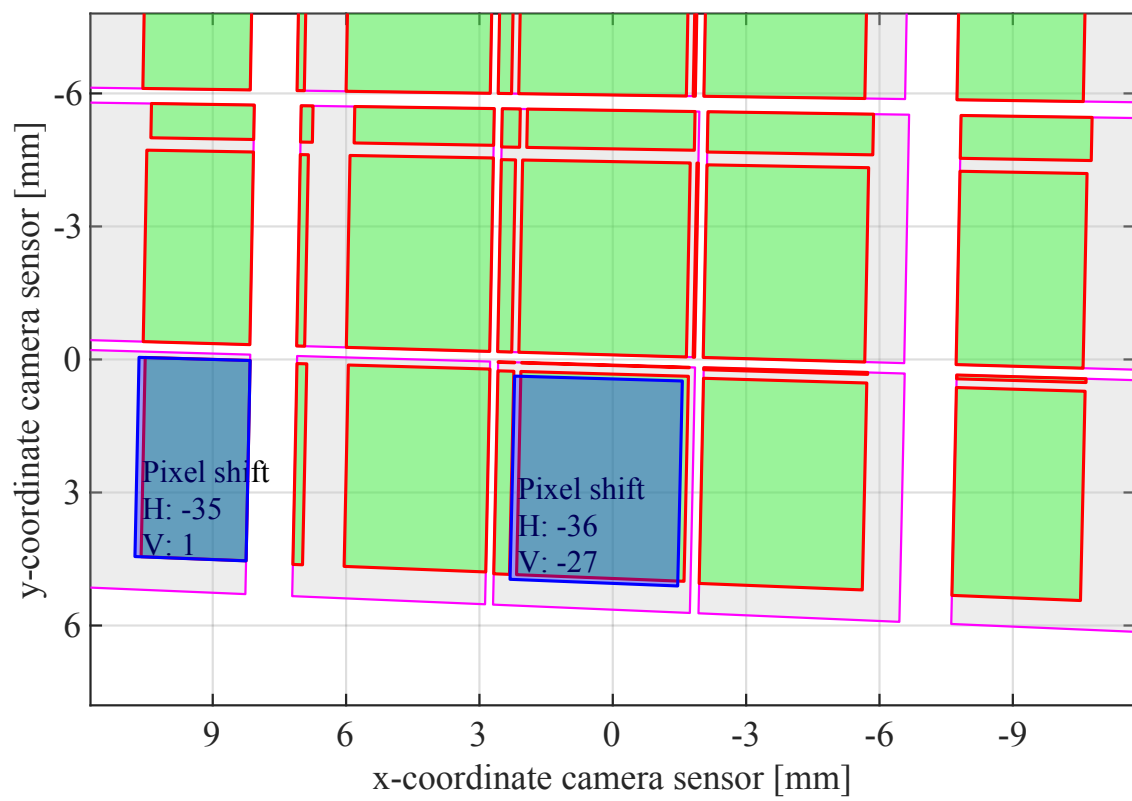 -6
-3
0
3
6
y-coordinate camera sensor [mm]
Pixel shift
H: -35
V: 1
Pixel shift
H: -36
V: -27
9 6 3 0 -3 -6 -9
x-coordinate camera sensor [mm]